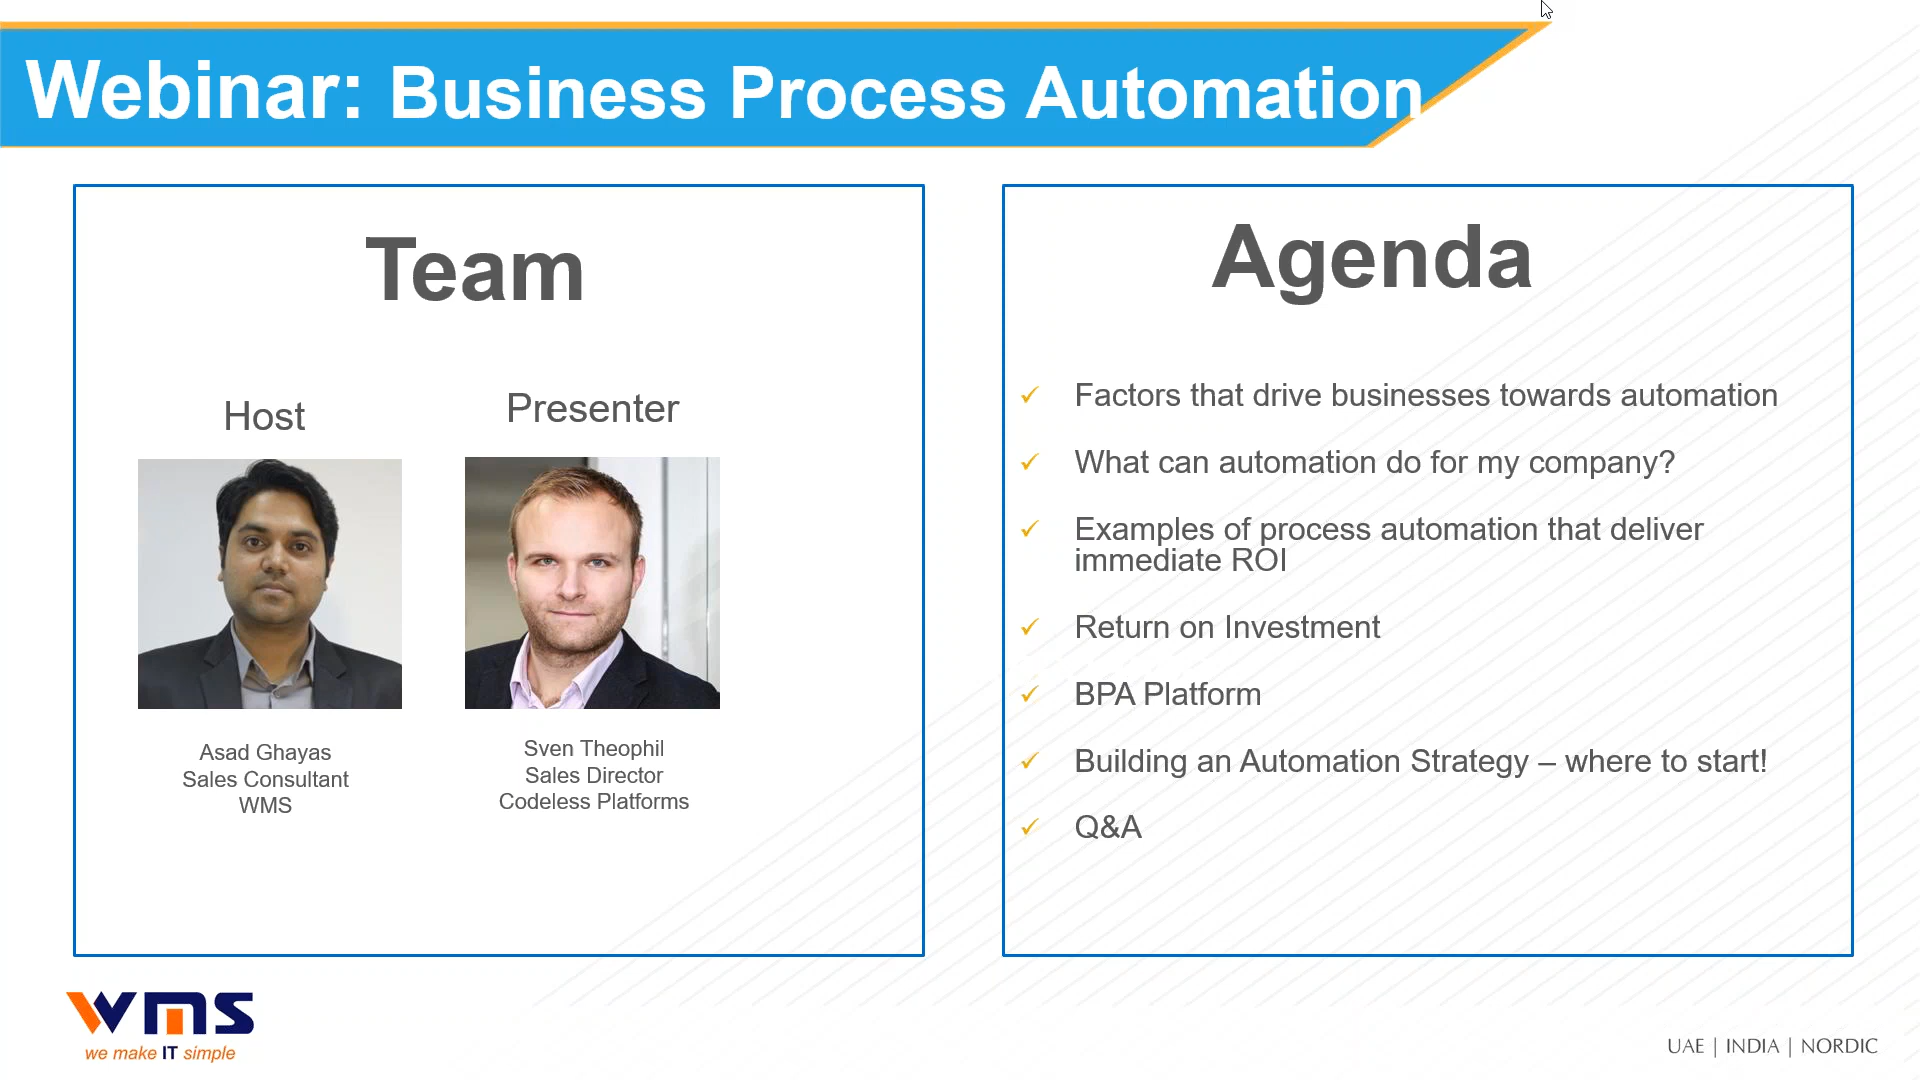 Webinar: Business Process Automation
Team
Host
Presenter
Asad Ghayas
Sales Consultant
WMS
Sven Theophil
Sales Director
Codeless Platforms
Agenda
✓ Factors that drive businesses towards automation
✓ What can automation do for my company?
✓ Examples of process automation that deliver
immediate ROI
✓ Return on Investment
✓ BPA Platform
✓ Building an Automation Strategy – where to start!
✓ Q&A
wms
we make IT simple
UAE | INDIA | NORDIC